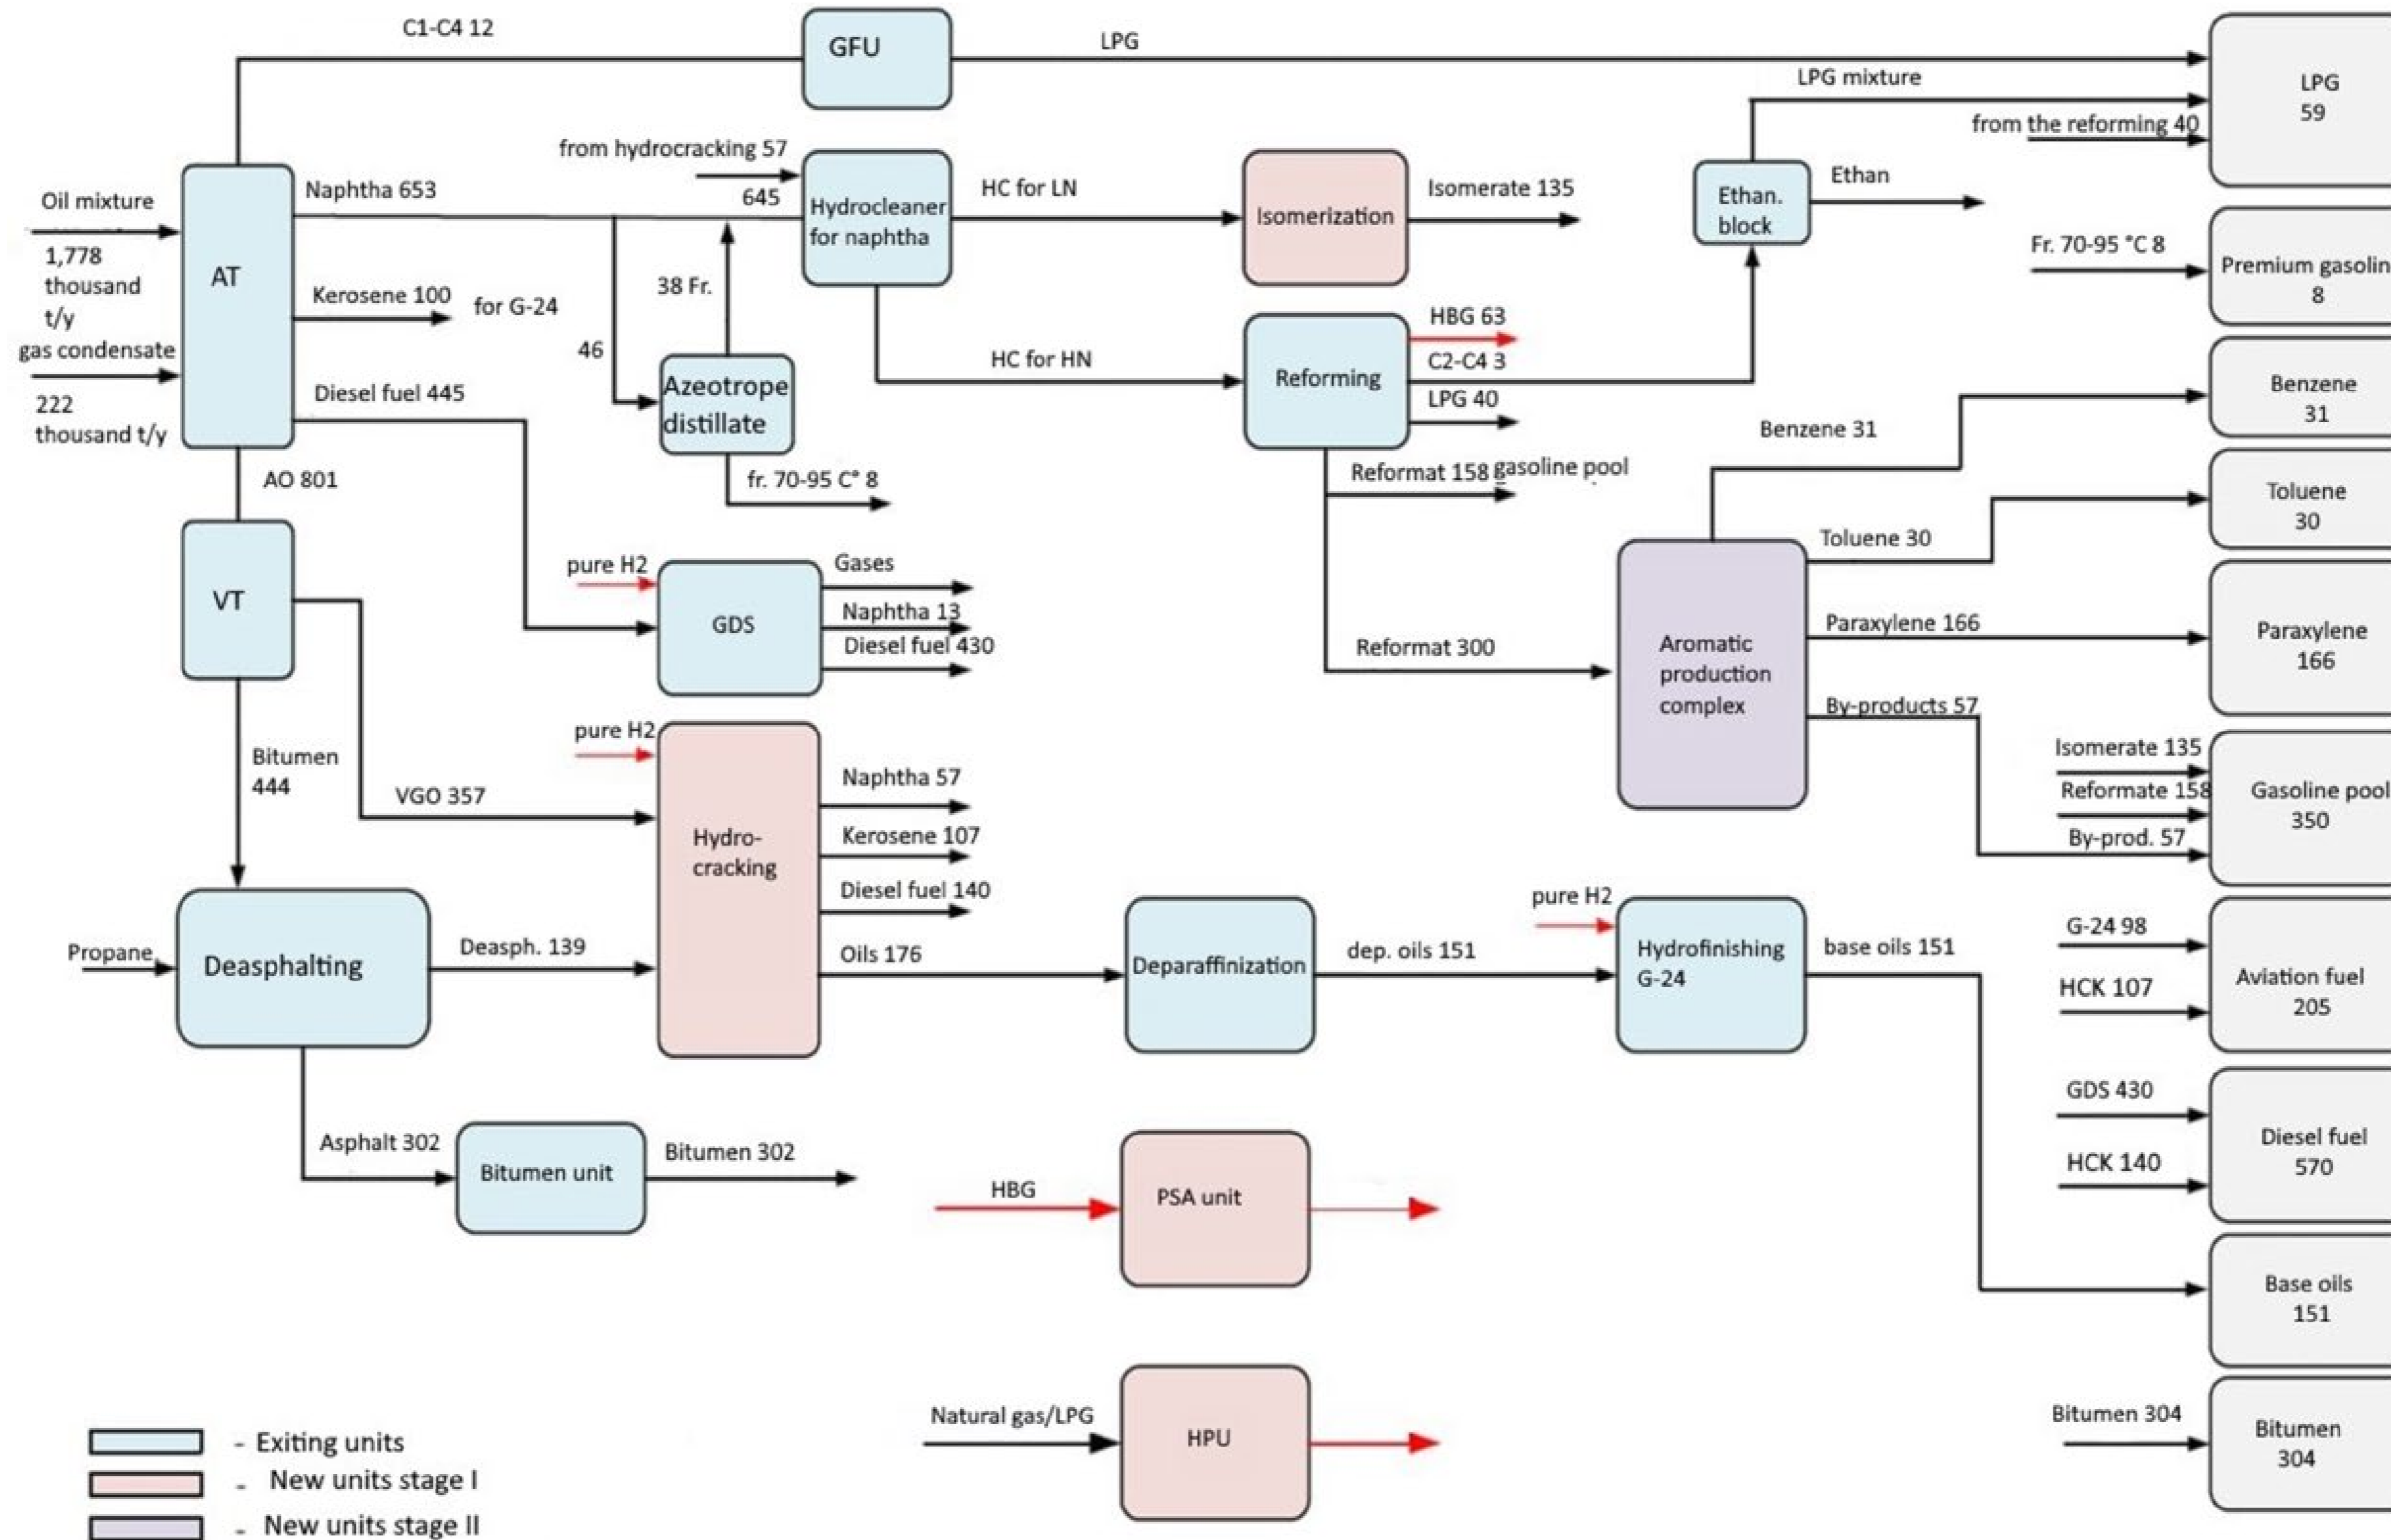 C1-C4 12
GFU
LPG
LPG mixture
from the reforming 40
LPG
59
Oil mixture
1,778
thousand
t/y
gas condensate
222
thousand t/y
AT
Naphtha 653
from hydrocracking 57
645
Hydrocleaner
for naphtha
HC for LN
Isomerization
Isomerate 135
Ethan.
block
Ethan
Fr. 70-95 °C 8
Premium gasolin
8
Kerosene 100
for G-24
38 Fr.
46
Azeotrope
distillate
fr. 70-95 C° 8
HC for HN
Reforming
HBG 63
C2-C4 3
LPG 40
Reformat 158 gasoline pool
Reformat 300
Benzene 31
Benzene
31
Diesel fuel 445
AO 801
VT
pure H2
GDS
Gases
Naphtha 13
Diesel fuel 430
Aromatic
production
complex
Toluene 30
Toluene
30
Paraxylene 166
Paraxylene
166
By-products 57
Isomerate 135
Reformate 158
By-prod. 57
Gasoline pool
350
Bitumen
444
VGO 357
pure H2
Hydro-
cracking
Naphtha 57
Kerosene 107
Diesel fuel 140
Oils 176
Propane
Deasphalting
Deasph. 139
Deparaffinization
dep. oils 151
pure H2
Hydrofinishing
G-24
base oils 151
G-24 98
HCK 107
Aviation fuel
205
Asphalt 302
Bitumen unit
Bitumen 302
HBG
PSA unit
GDS 430
HCK 140
Diesel fuel
570
Base oils
151
Natural gas/LPG
HPU
Bitumen 304
Bitumen
304
- Exiting units
- New units stage I
- New units stage II